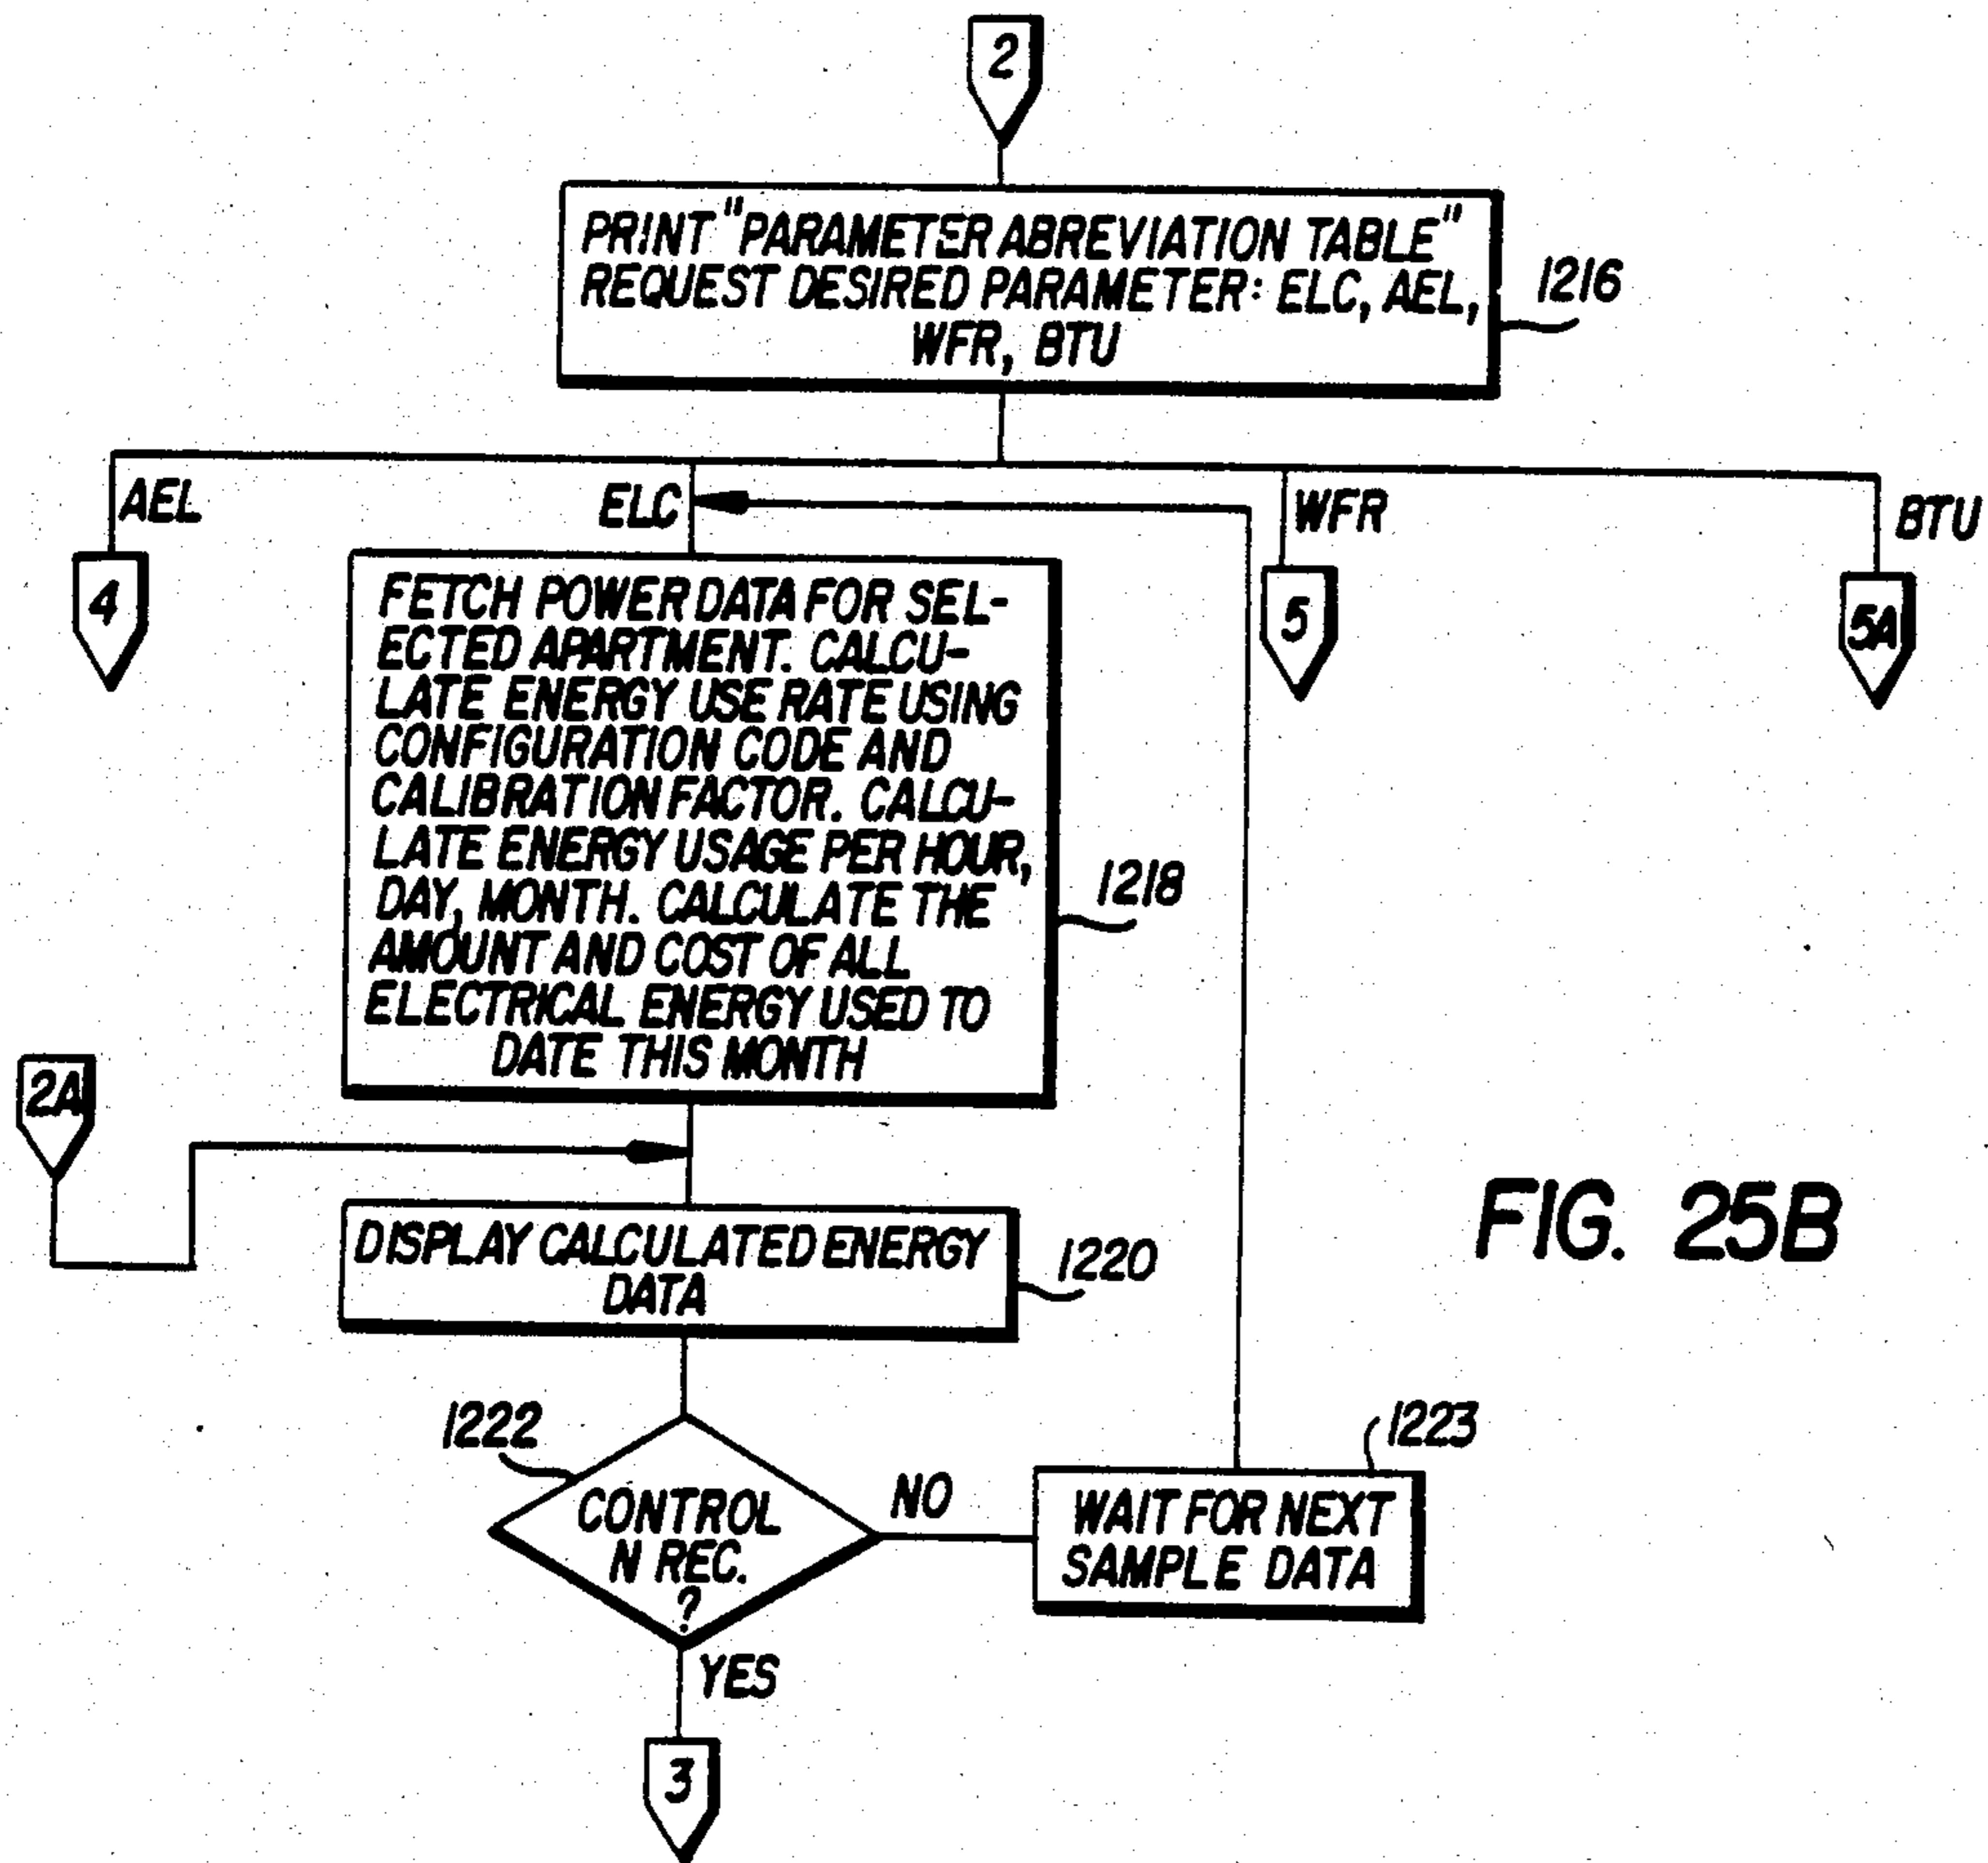 2
PRINT "PARAMETER ABREVIATION TABLE"
REQUEST DESIRED PARAMETER: ELC, AEL,
WFR, BTU
1216
AEL
ELC
WFR
BTU
4
5
5A
FETCH POWER DATA FOR SEL-
ECTED APARTMENT. CALCU-
LATE ENERGY USE RATE USING
CONFIGURATION CODE AND
CALIBRATION FACTOR. CALCU-
LATE ENERGY USAGE PER HOUR,
DAY, MONTH. CALCULATE THE
AMOUNT AND COST OF ALL
ELECTRICAL ENERGY USED TO
DATE THIS MONTH
1218
2A
DISPLAY CALCULATED ENERGY
DATA
1220
FIG. 25B
1222
CONTROL
N REC.
?
NO
1223
WAIT FOR NEXT
SAMPLE DATA
YES
3